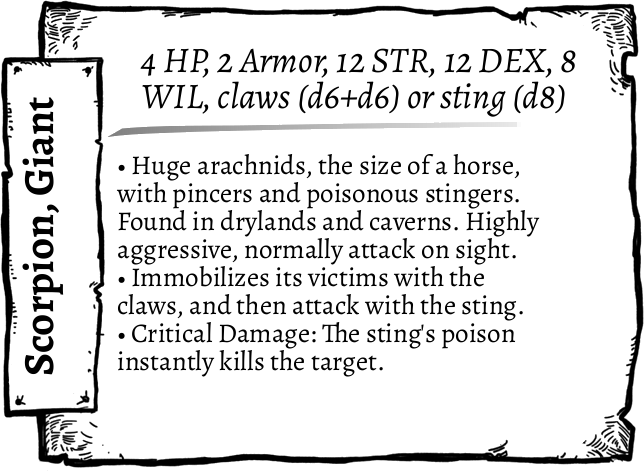 Scorpion, Giant
4 HP, 2 Armor, 12 STR, 12 DEX, 8
WIL, claws (d6+d6) or sting (d8)
• Huge arachnids, the size of a horse,
with pincers and poisonous stingers.
Found in drylands and caverns. Highly
aggressive, normally attack on sight.
• Immobilizes its victims with the
claws, and then attack with the sting.
• Critical Damage: The sting's poison
instantly kills the target.